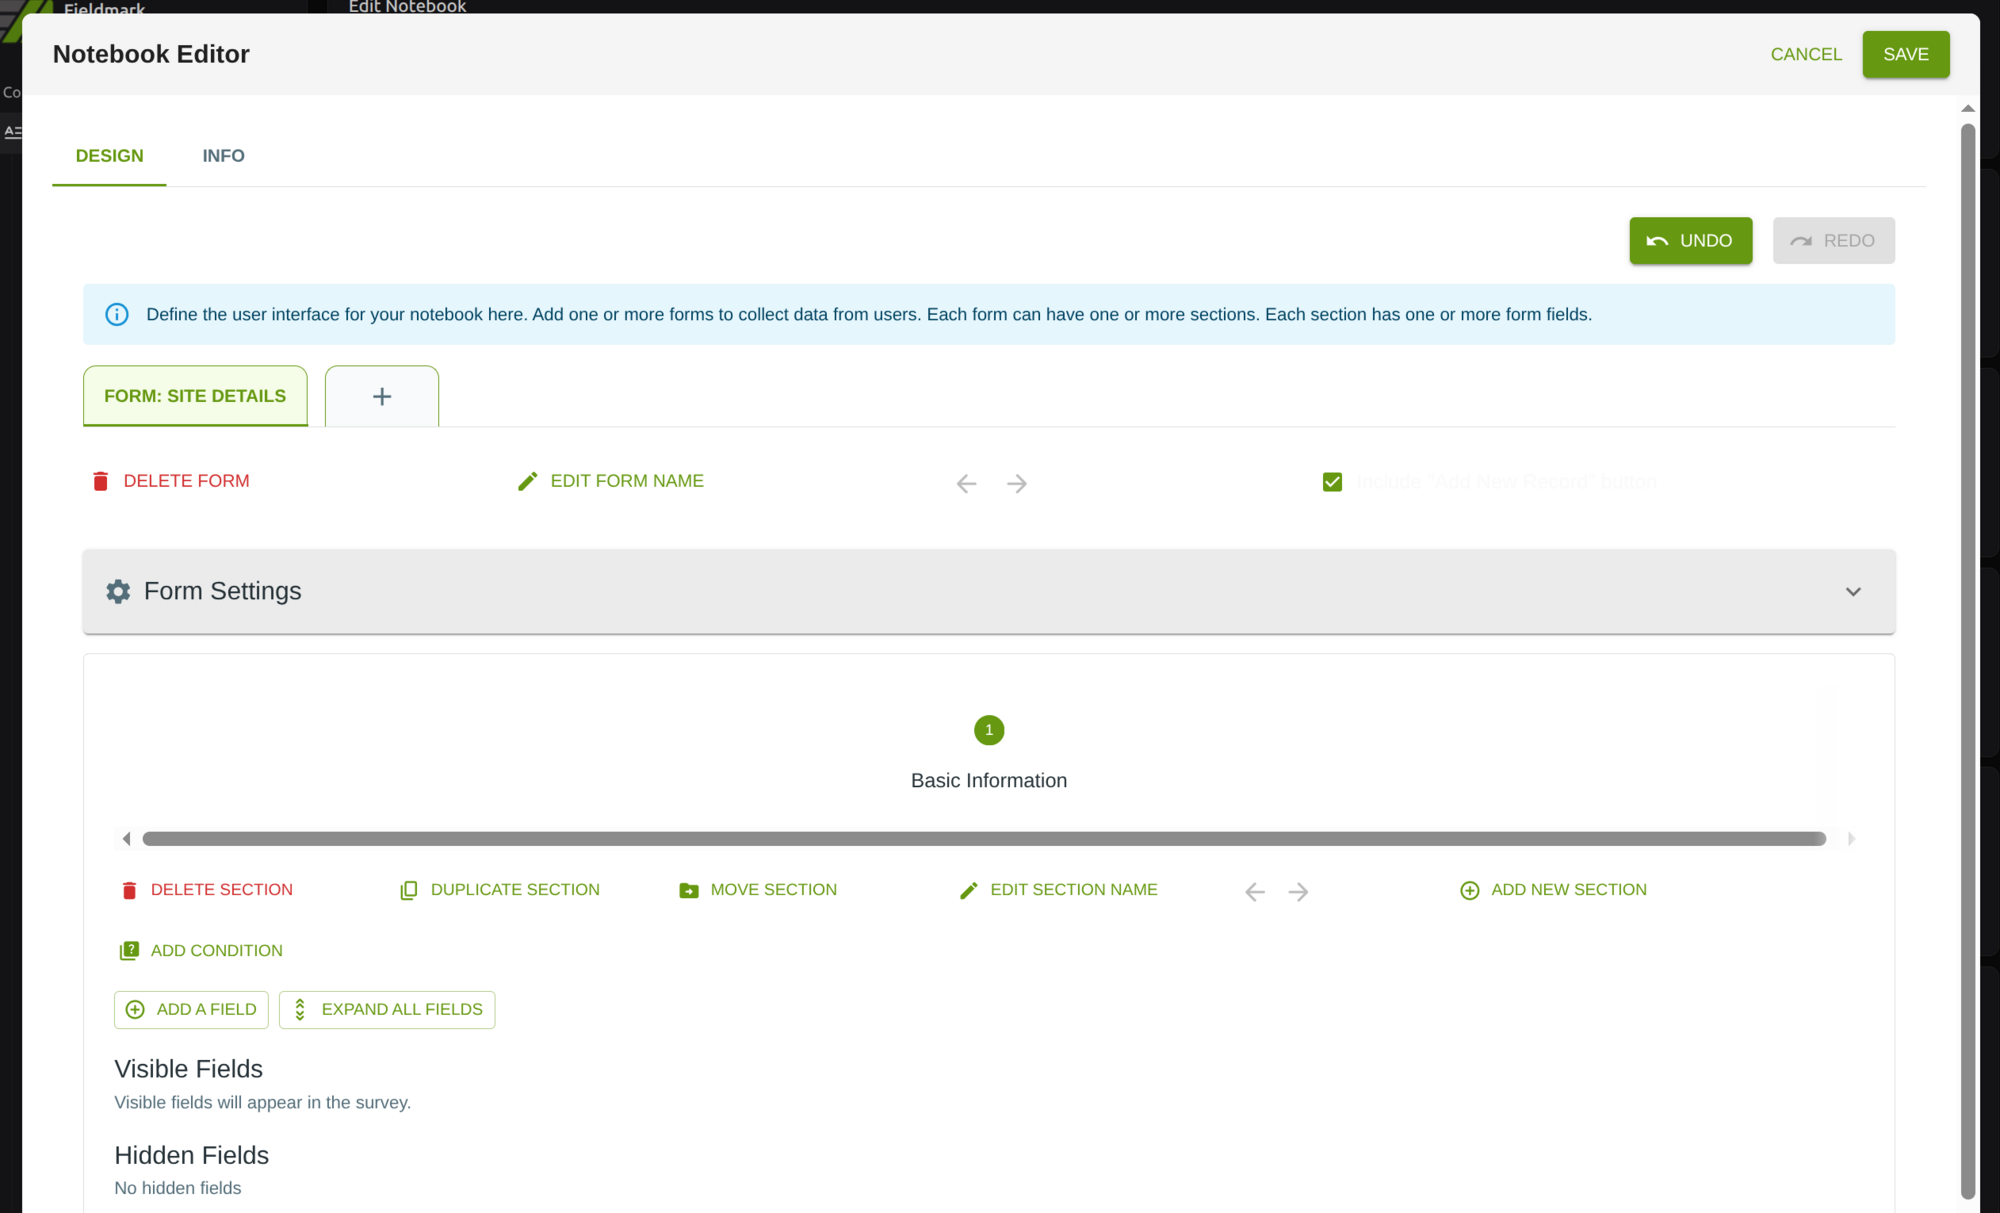 Fieldmark
Edit Notebook
Notebook Editor
CANCEL
SAVE
Co
DESIGN
INFO
UNDO
REDO
Define the user interface for your notebook here. Add one or more forms to collect data from users. Each form can have one or more sections. Each section has one or more form fields.
FORM: SITE DETAILS
+
DELETE FORM
EDIT FORM NAME
Include "Add New Record" button
Form Settings
1
Basic Information
DELETE SECTION
DUPLICATE SECTION
MOVE SECTION
EDIT SECTION NAME
ADD NEW SECTION
ADD CONDITION
ADD A FIELD
EXPAND ALL FIELDS
Visible Fields
Visible fields will appear in the survey.
Hidden Fields
No hidden fields